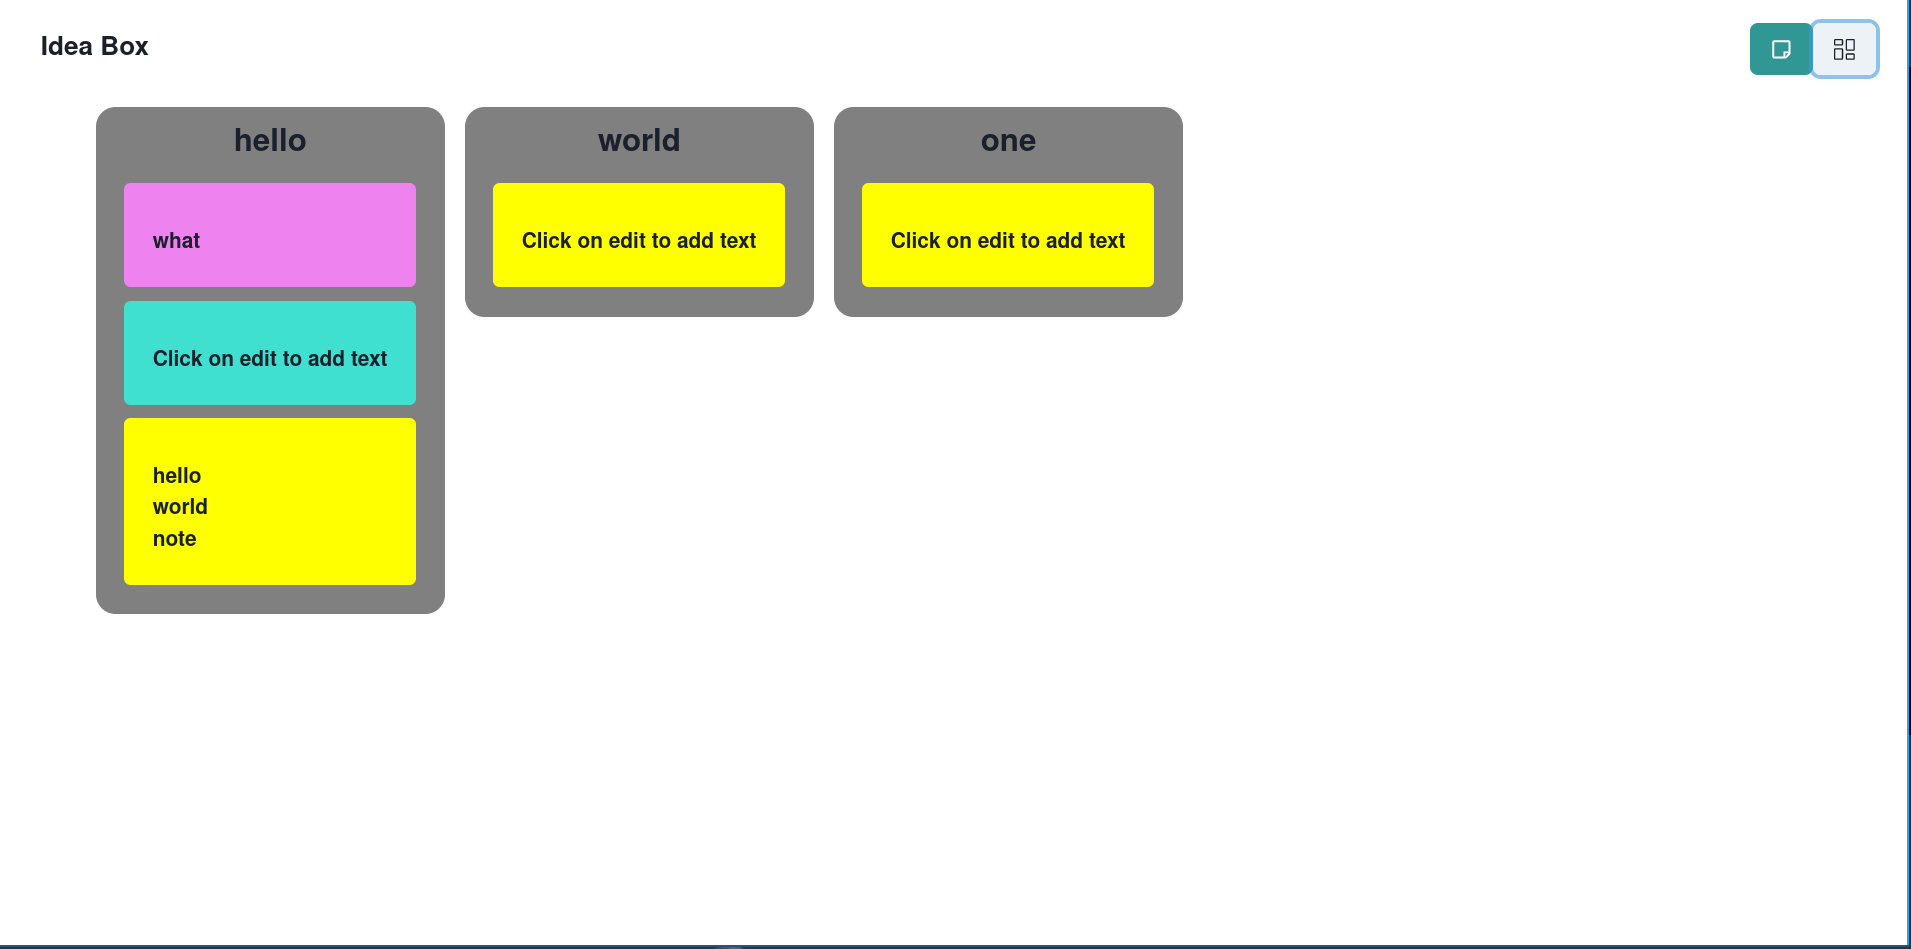 Idea Box
hello
what
Click on edit to add text
hello
world
note
world
Click on edit to add text
one
Click on edit to add text